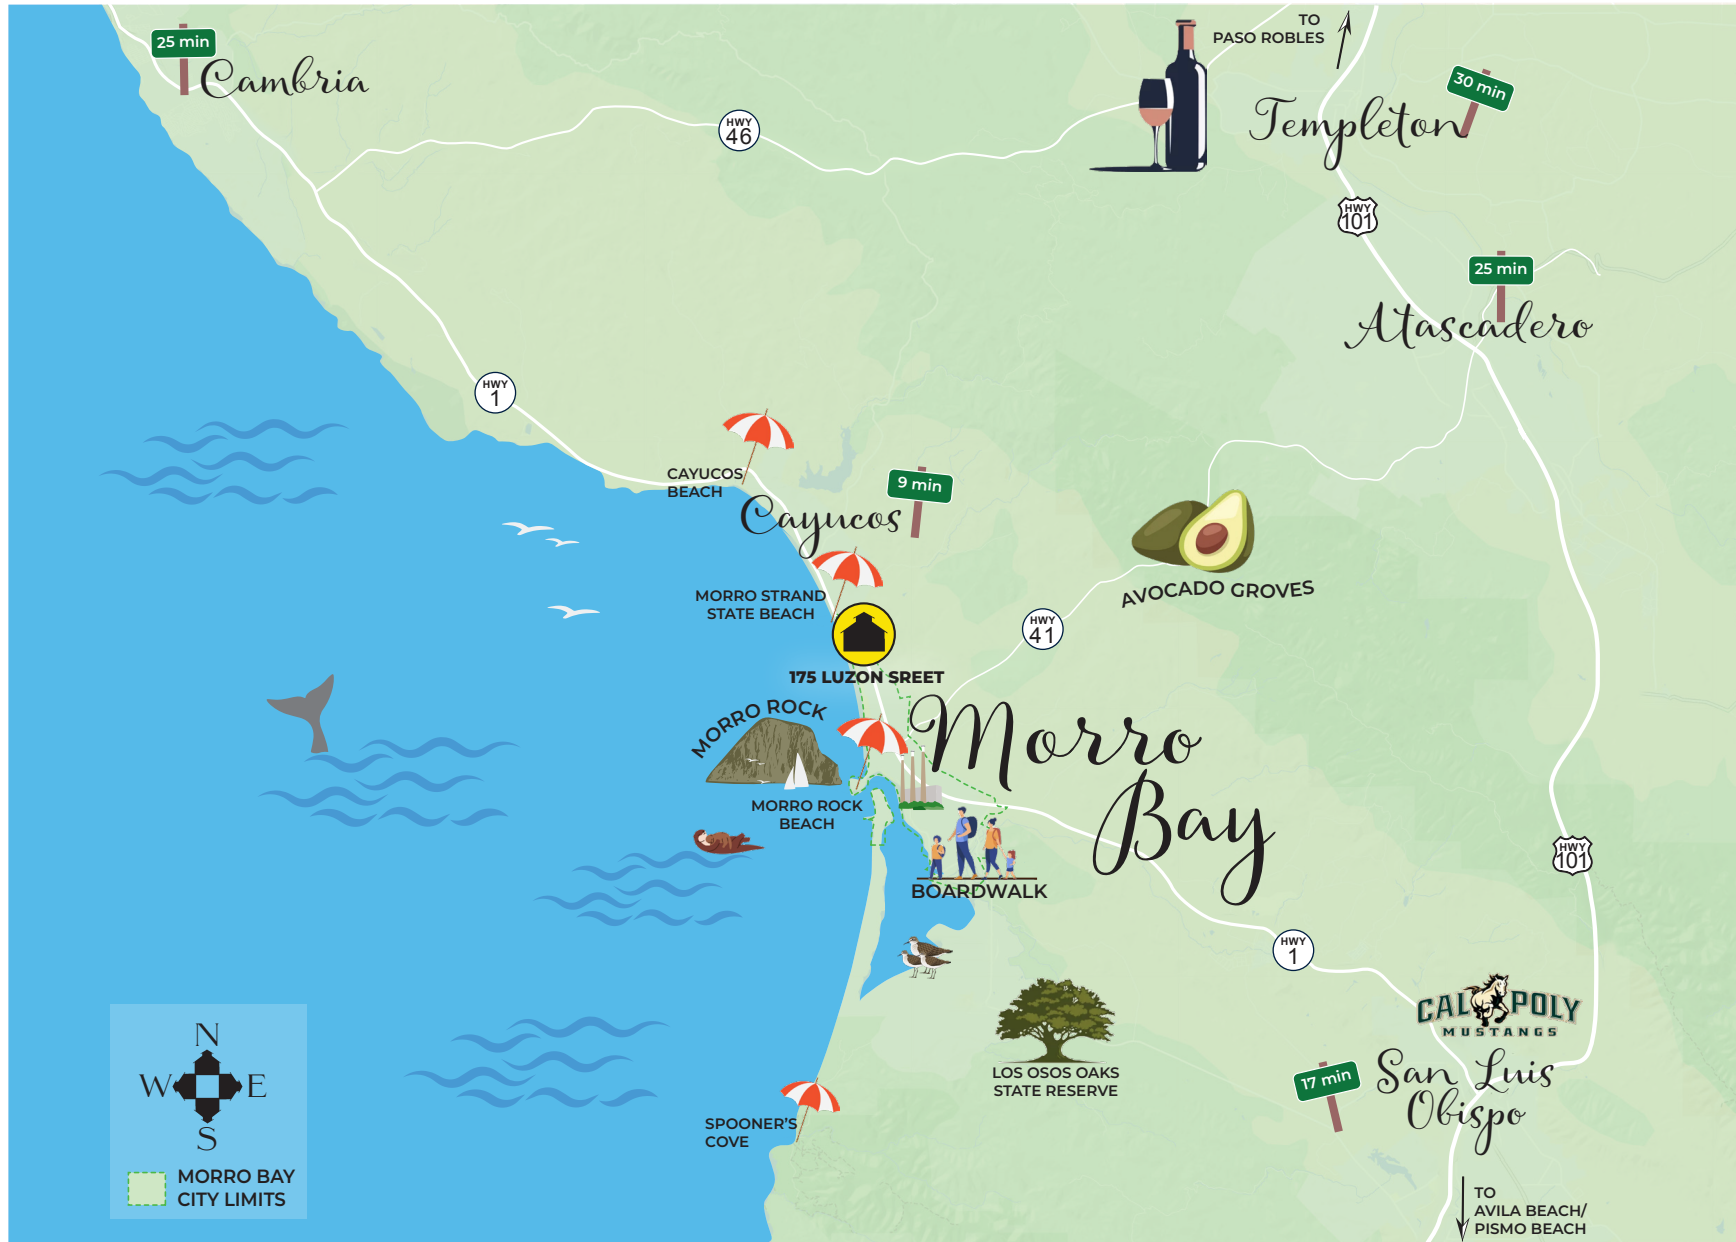 TO
PASO ROBLES
25 min
Cambria
30 min
Templeton
HWY
46
HWY
101
25 min
Atascadero
HWY
1
CAYUCOS
BEACH
9 min
Cayucos
MORRO STRAND
STATE BEACH
AVOCADO GROVES
HWY
41
175 LUZON SREET
MORRO ROCK
Morro
Bay
MORRO ROCK
BEACH
HWY
101
BOARDWALK
HWY
1
CAL POLY
MUSTANGS
LOS OSOS OAKS
STATE RESERVE
17 min
San Luis
Obispo
SPOONER'S
COVE
N
W E
S
MORRO BAY
CITY LIMITS
TO
AVILA BEACH/
PISMO BEACH